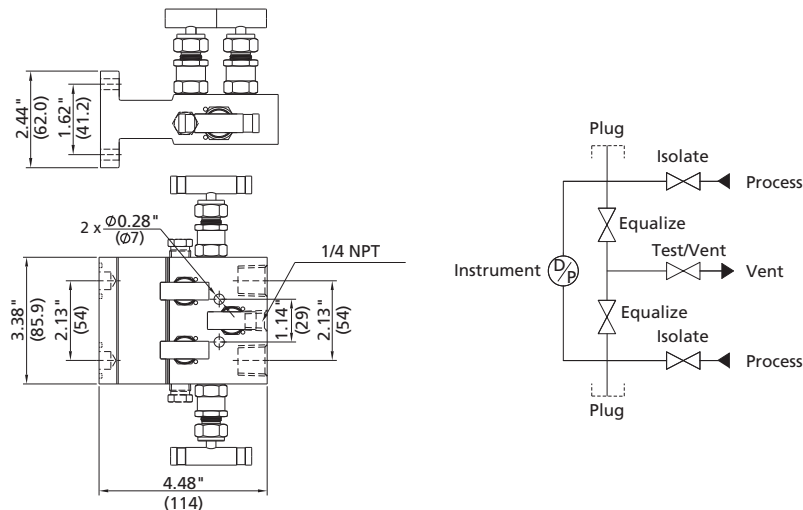 2.44"
(62.0)
1.62"
(41.2)
2 x Ø0.28"
(Ø7)
1/4 NPT
3.38"
(85.9)
2.13"
(54)
1.14"
(29)
2.13"
(54)
4.48"
(114)
Plug
Isolate
Process
Equalize
Test/Vent
Instrument
D/P
Vent
Equalize
Isolate
Process
Plug